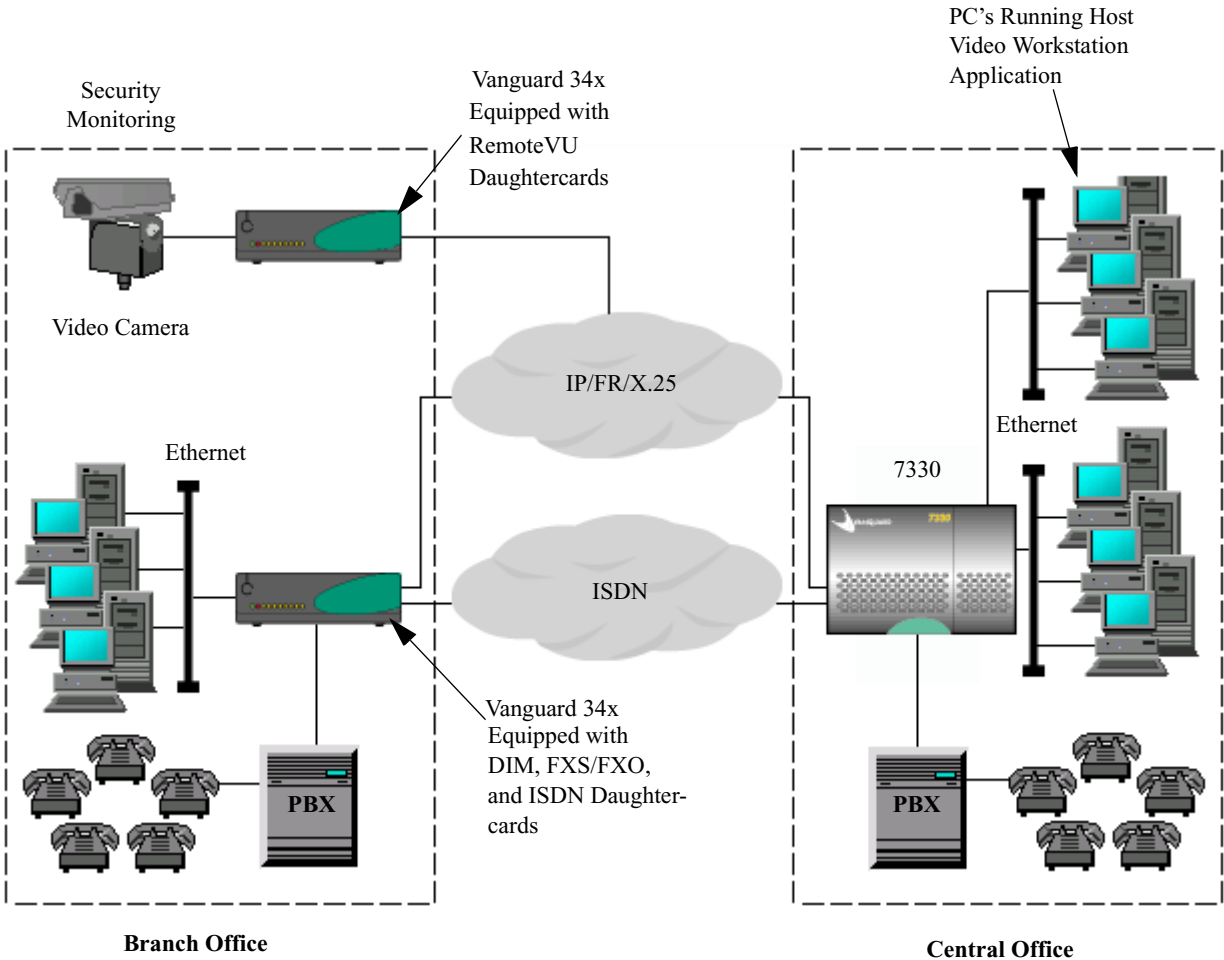 PC's Running Host
Video Workstation
Application
Security
Monitoring
Vanguard 34x
Equipped with
RemoteVU
Daughtercards
Video Camera
IP/FR/X.25
Ethernet
Ethernet
7330
7330
ISDN
Vanguard 34x
Equipped with
DIM, FXS/FXO,
and ISDN Daughter-
cards
PBX
PBX
Branch Office
Central Office